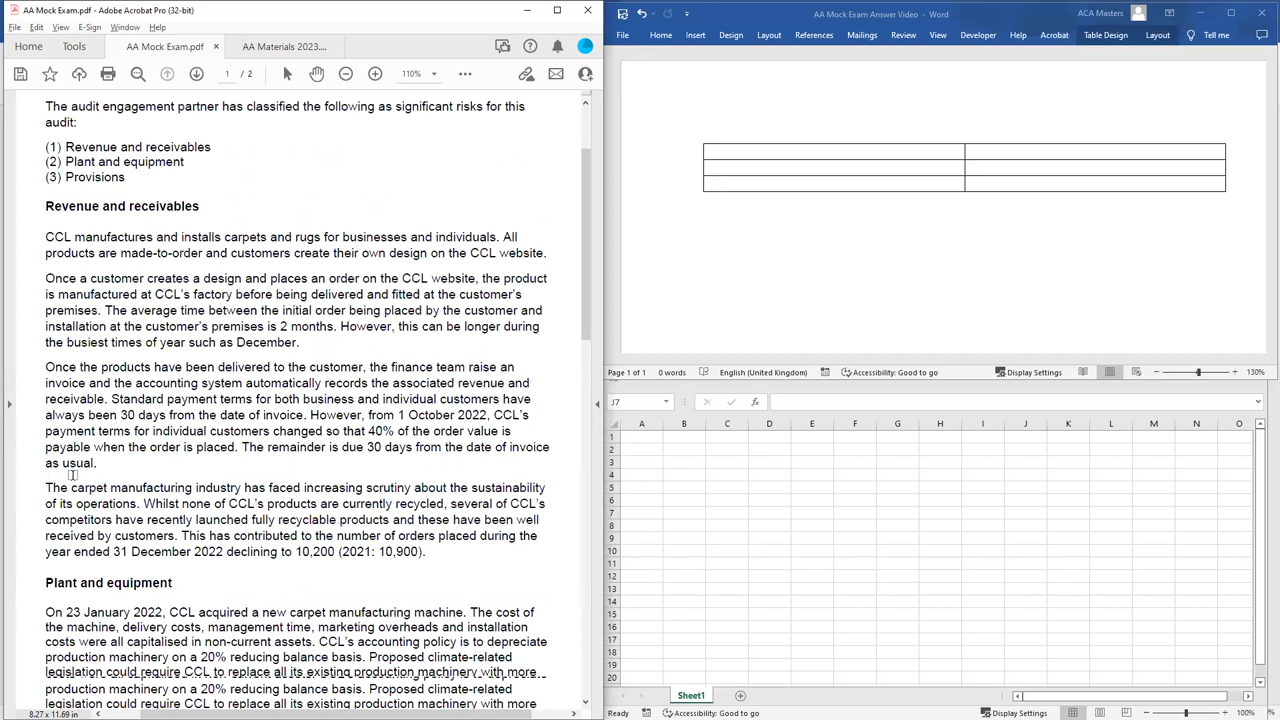 AA Mock Exam.pdf - Adobe Acrobat Pro (32-bit)
File Edit View E-Sign Window Help
Home Tools AA Mock Exam.pdf × AA Materials 2023....
1 / 2 110%
The audit engagement partner has classified the following as significant risks for this
audit:
(1) Revenue and receivables
(2) Plant and equipment
(3) Provisions
Revenue and receivables
CCL manufactures and installs carpets and rugs for businesses and individuals. All
products are made-to-order and customers create their own design on the CCL website.
Once a customer creates a design and places an order on the CCL website, the product
is manufactured at CCL's factory before being delivered and fitted at the customer's
premises. The average time between the initial order being placed by the customer and
installation at the customer's premises is 2 months. However, this can be longer during
the busiest times of year such as December.
Once the products have been delivered to the customer, the finance team raise an
invoice and the accounting system automatically records the associated revenue and
receivable. Standard payment terms for both business and individual customers have
always been 30 days from the date of invoice. However, from 1 October 2022, CCL's
payment terms for individual customers changed so that 40% of the order value is
payable when the order is placed. The remainder is due 30 days from the date of invoice
as usual.
The carpet manufacturing industry has faced increasing scrutiny about the sustainability
of its operations. Whilst none of CCL's products are currently recycled, several of CCL's
competitors have recently launched fully recyclable products and these have been well
received by customers. This has contributed to the number of orders placed during the
year ended 31 December 2022 declining to 10,200 (2021: 10,900).
Plant and equipment
On 23 January 2022, CCL acquired a new carpet manufacturing machine. The cost of
the machine, delivery costs, management time, marketing overheads and installation
costs were all capitalised in non-current assets. CCL's accounting policy is to depreciate
production machinery on a 20% reducing balance basis. Proposed climate-related
legislation could require CCL to replace all its existing production machinery with more
production machinery on a 20% reducing balance basis. Proposed climate-related
legislation could require CCL to replace all its existing production machinery with more
8.27 x 11.69 in
AA Mock Exam Answer Video - Word
ACA Masters
File Home Insert Design Layout References Mailings Review View Developer Help Acrobat Table Design Layout Tell me
Page 1 of 1 0 words English (United Kingdom) Accessibility: Good to go Display Settings 130%
J7 fx
A B C D E F G H I J K L M N O
1
2
3
4
5
6
7
8
9
10
11
12
13
14
15
16
17
18
19
20
Sheet1
Ready Accessibility: Good to go Display Settings 100%